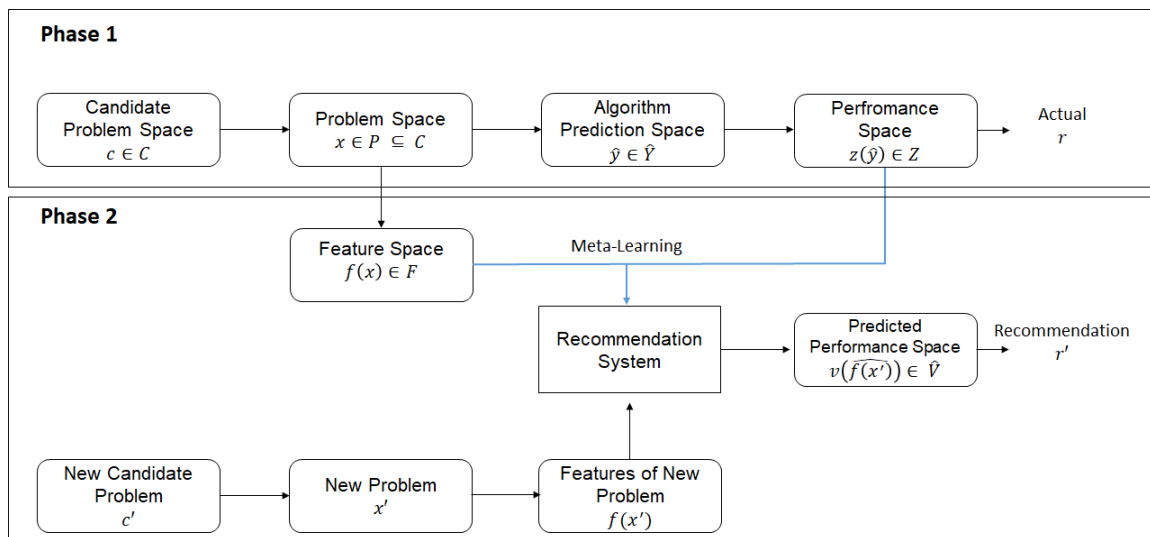 Phase 1
Candidate
Problem Space
c ∈ C
Problem Space
x ∈ P ⊆ C
Algorithm
Prediction Space
ŷ ∈ Ŷ
Perfromance
Space
z(ŷ) ∈ Z
Actual
r
Phase 2
Feature Space
f(x) ∈ F
Meta-Learning
Recommendation
System
Predicted
Performance Space
v(f(x′)̂) ∈ V̂
Recommendation
r′
New Candidate
Problem
c′
New Problem
x′
Features of New
Problem
f(x′)